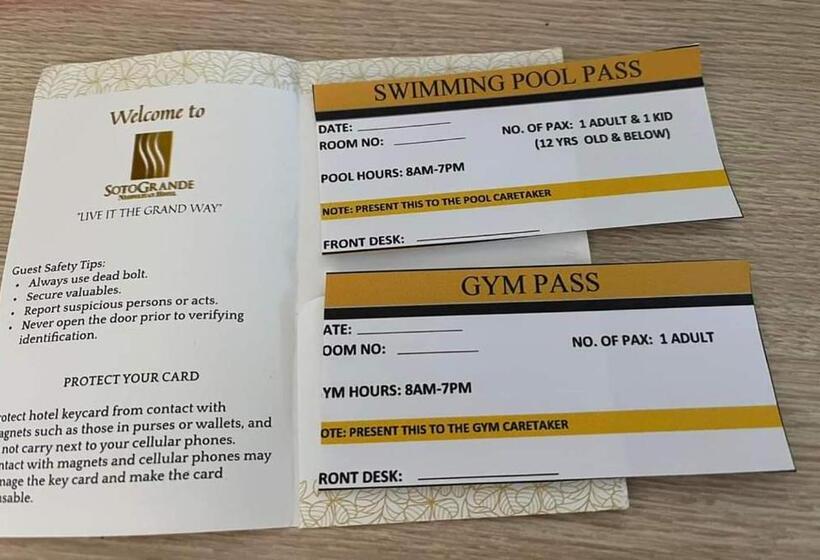 Welcome to
SOTOGRANDE
NEOPOLITAN HOTEL
"LIVE IT THE GRAND WAY"
Guest Safety Tips:
• Always use dead bolt.
• Secure valuables.
• Report suspicious persons or acts.
• Never open the door prior to verifying
identification.
PROTECT YOUR CARD
rotect hotel keycard from contact with
agnets such as those in purses or wallets, and
not carry next to your cellular phones.
ntact with magnets and cellular phones may
mage the key card and make the card
usable.
SWIMMING POOL PASS
DATE:
ROOM NO:
NO. OF PAX: 1 ADULT & 1 KID
(12 YRS OLD & BELOW)
POOL HOURS: 8AM-7PM
NOTE: PRESENT THIS TO THE POOL CARETAKER
FRONT DESK:
GYM PASS
ATE:
OOM NO:
NO. OF PAX: 1 ADULT
YM HOURS: 8AM-7PM
OTE: PRESENT THIS TO THE GYM CARETAKER
RONT DESK: